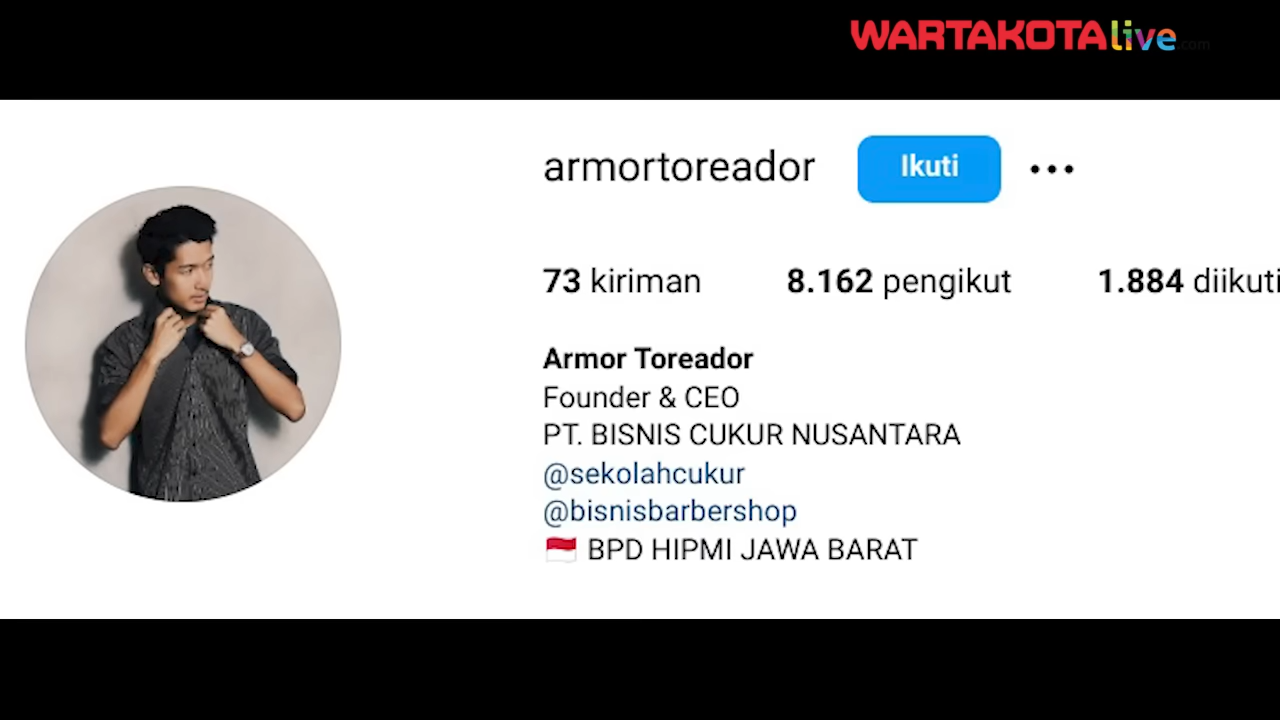 WARTAKOTAlive.com
armortoreador Ikuti
73 kiriman 8.162 pengikut 1.884 diikuti
Armor Toreador
Founder & CEO
PT. BISNIS CUKUR NUSANTARA
@sekolahcukur
@bisnisbarbershop
BPD HIPMI JAWA BARAT